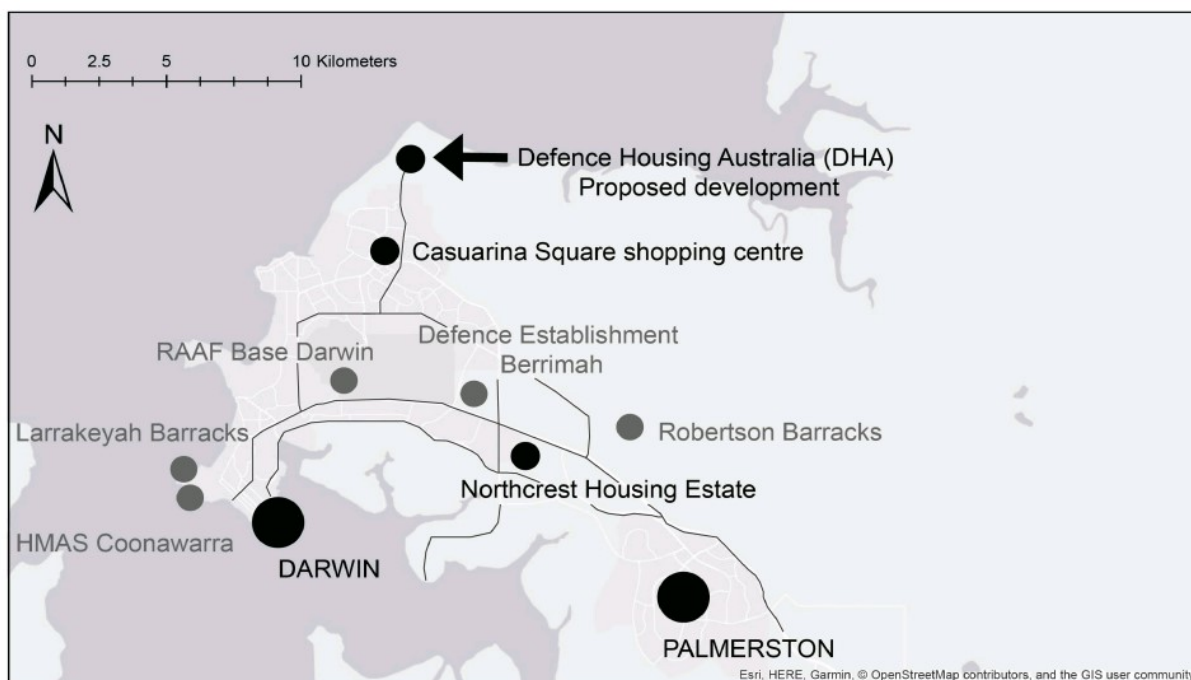 0 2.5 5 10 Kilometers
N
Defence Housing Australia (DHA)
Proposed development
Casuarina Square shopping centre
Defence Establishment
Berrimah
RAAF Base Darwin
Larrakeyah Barracks
Robertson Barracks
Northcrest Housing Estate
HMAS Coonawarra
DARWIN
PALMERSTON
Esri, HERE, Garmin, © OpenStreetMap contributors, and the GIS user community